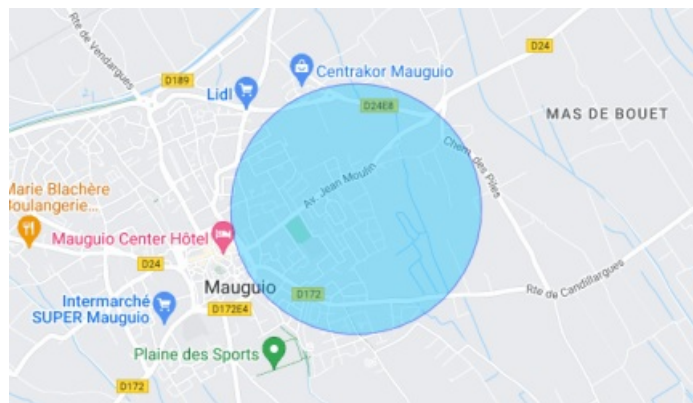 Rte de Vendargues
D24
D189
Centrakor Mauguio
Lidl
D24E8
MAS DE BOUET
Chem. des Piles
Av. Jean Moulin
Marie Blachère
Boulangerie...
Mauguio Center Hôtel
D24
Mauguio
D172
Rte de Candillargues
Intermarché
SUPER Mauguio
D172E4
Plaine des Sports
D172